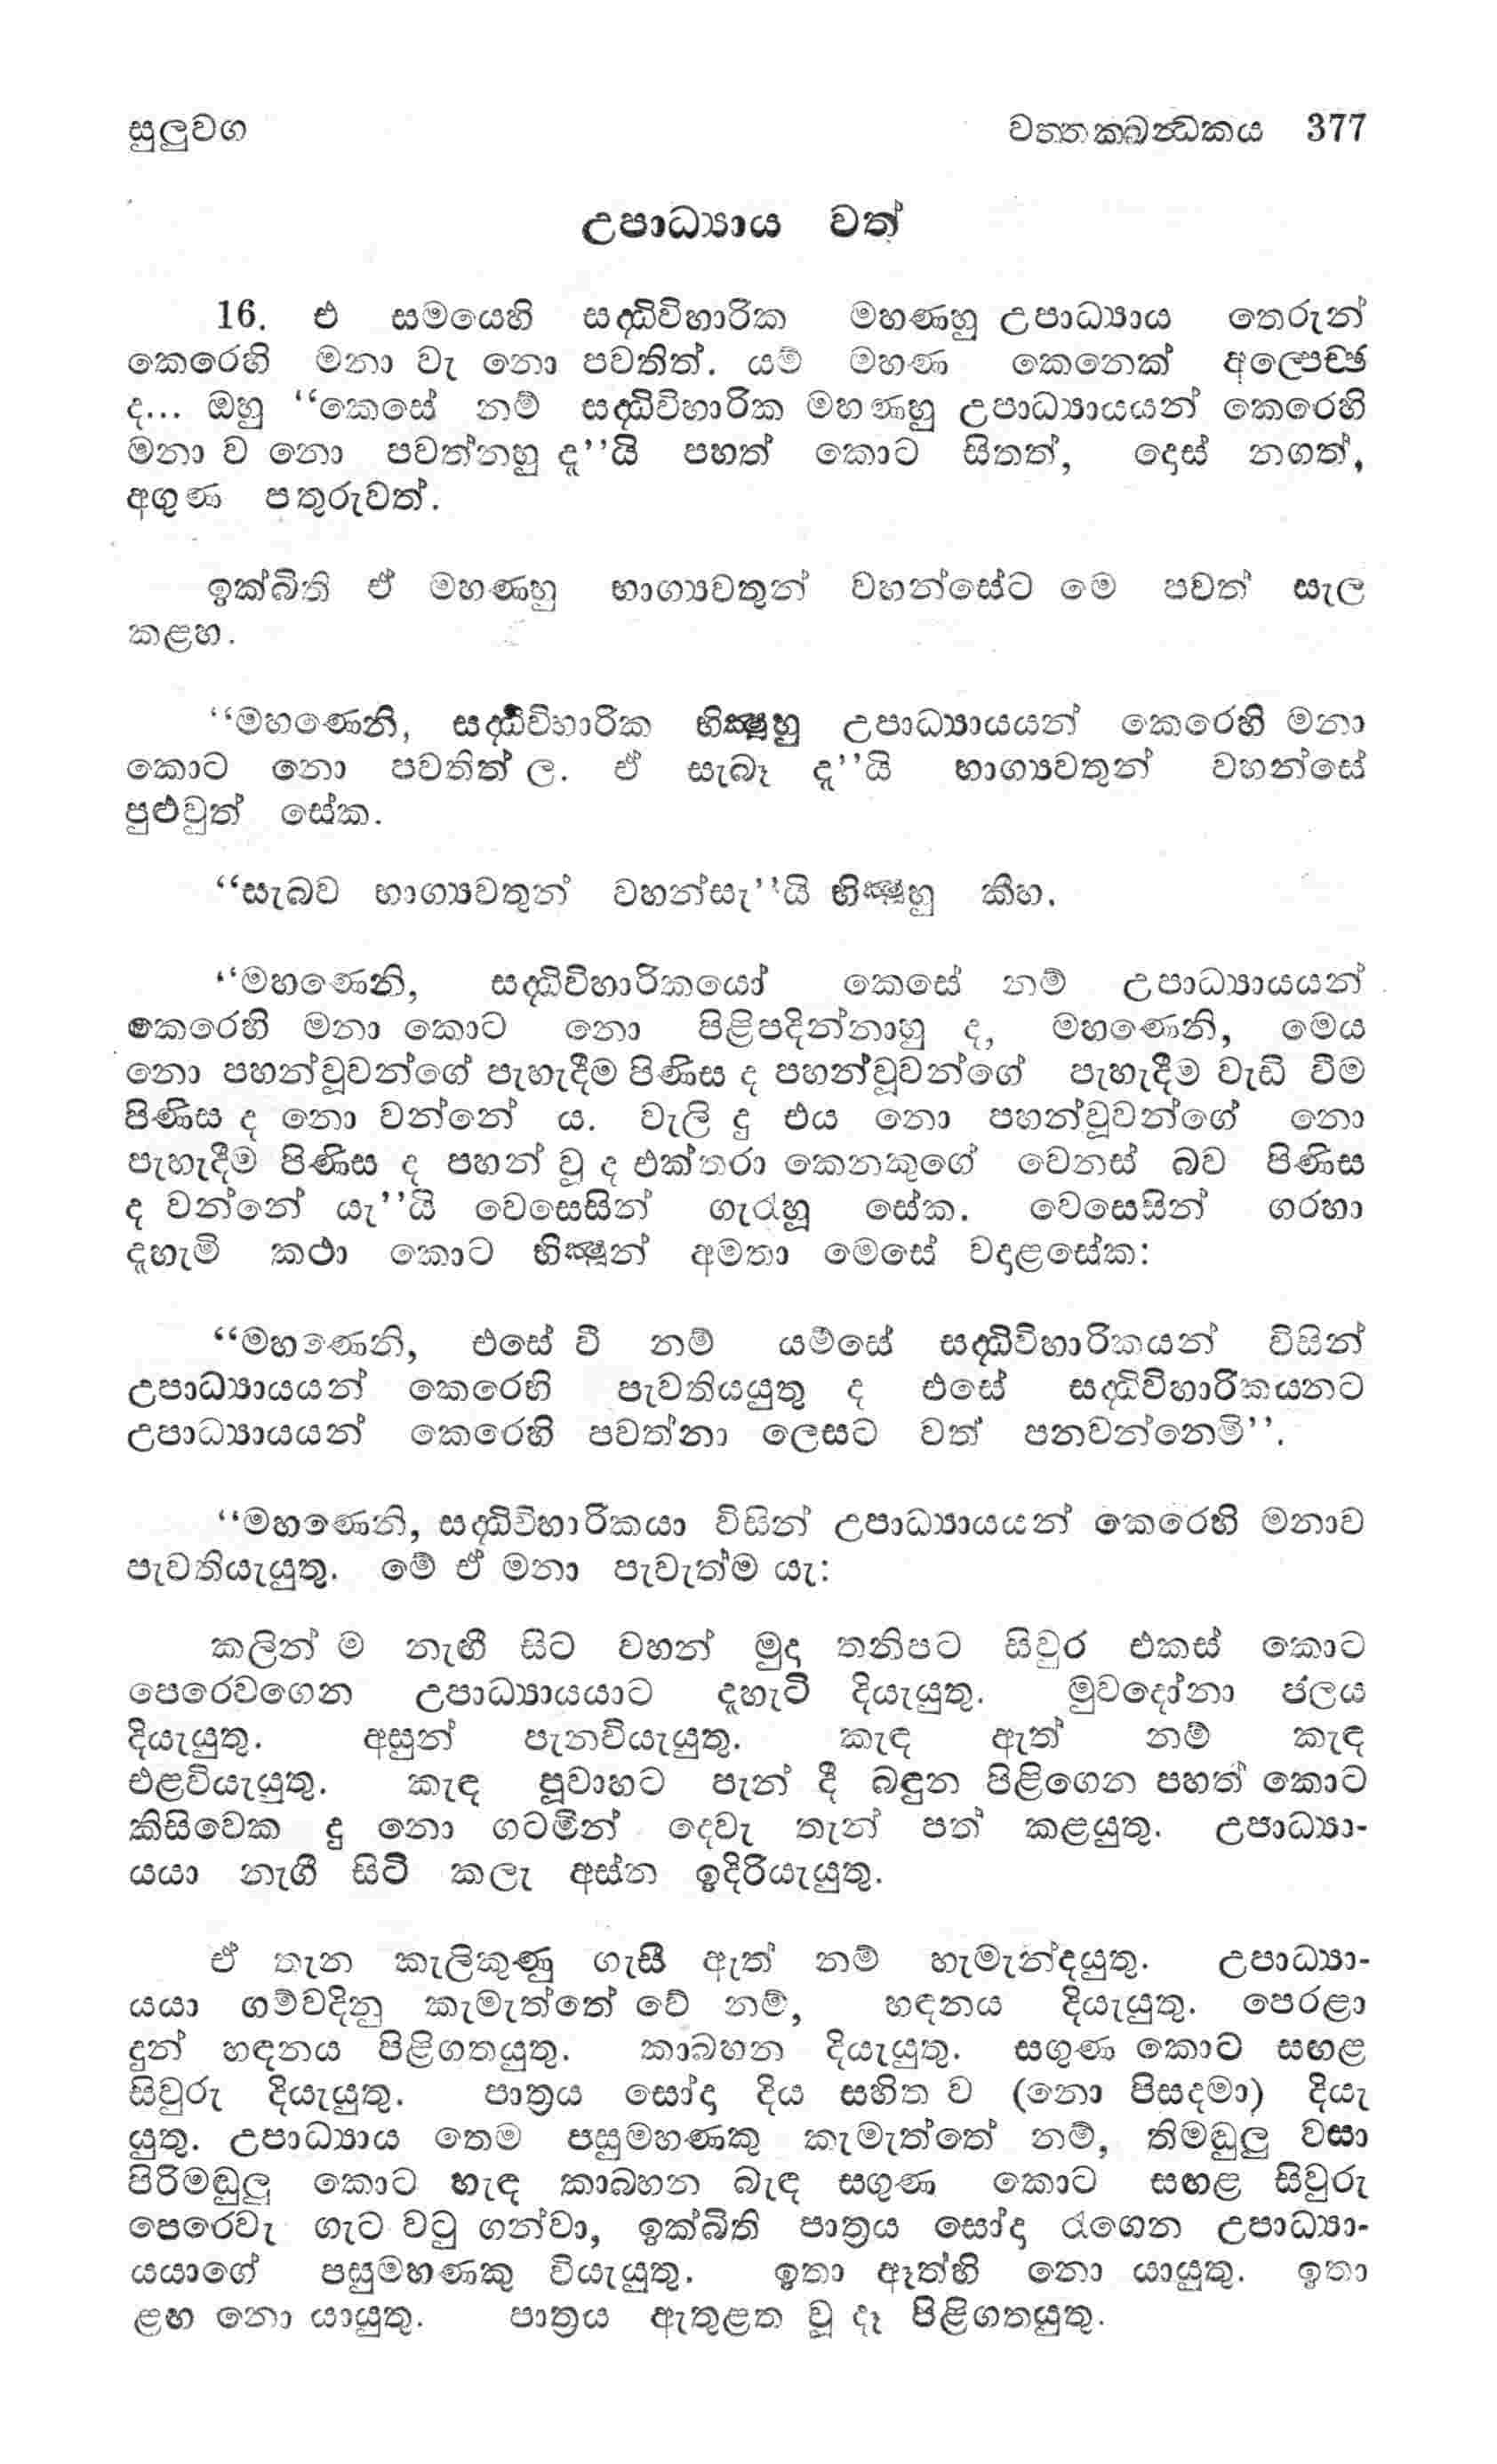 සුලුවග වත්තක්ඛන්ධකය 377
උපාධ්‍යාය වත්
16. එ සමයෙහි සද්ධිවිහාරික මහණහු උපාධ්‍යාය තෙරුන්
කෙරෙහි මනා වැ නො පවතිත්. යම් මහණ කෙනෙක් අල්පෙච්ඡ
ද... ඔහු “කෙසේ නම් සද්ධිවිහාරික මහණහු උපාධ්‍යායයන් කෙරෙහි
මනා ව නො පවත්නහු දැ”යි පහත් කොට සිතත්, දොස් නගත්,
අගුණ පතුරුවත්.
ඉක්බිති ඒ මහණහු භාග්‍යවතුන් වහන්සේට මෙ පවත් සැල
කළහ.
“මහණෙනි, සද්ධිවිහාරික භික්‍ෂූහු උපාධ්‍යායයන් කෙරෙහි මනා
කොට නො පවතිත් ල. ඒ සැබෑ දැ”යි භාග්‍යවතුන් වහන්සේ
පුළුවුත් සේක.
“සැබව භාග්‍යවතුන් වහන්සැ”යි භික්‍ෂූහු කීහ.
“මහණෙනි, සද්ධිවිහාරිකයෝ කෙසේ නම් උපාධ්‍යායයන්
කෙරෙහි මනා කොට නො පිළිපදින්නාහු ද, මහණෙනි, මෙය
නො පහන්වූවන්ගේ පැහැදීම පිණිස ද පහන්වූවන්ගේ පැහැදීම වැඩි වීම
පිණිස ද නො වන්නේ ය. වැලි දු එය නො පහන්වූවන්ගේ නො
පැහැදීම පිණිස ද පහන් වූ ද එක්තරා කෙනකුගේ වෙනස් බව පිණිස
ද වන්නේ යැ”යි වෙසෙසින් ගැරැහූ සේක. වෙසෙසින් ගරහා
දැහැමි කථා කොට භික්‍ෂූන් අමතා මෙසේ වදාළසේක:
“මහණෙනි, එසේ වී නම් යම්සේ සද්ධිවිහාරිකයන් විසින්
උපාධ්‍යායයන් කෙරෙහි පැවතියයුතු ද එසේ සද්ධිවිහාරිකයනට
උපාධ්‍යායයන් කෙරෙහි පවත්නා ලෙසට වත් පනවන්නෙමි”.
“මහණෙනි, සද්ධිවිහාරිකයා විසින් උපාධ්‍යායයන් කෙරෙහි මනාව
පැවතියැයුතු. මේ ඒ මනා පැවැත්ම යැ:
කලින් ම නැඟී සිට වහන් මුදා තනිපට සිවුර එකස් කොට
පෙරෙවගෙන උපාධ්‍යායයාට දැහැටි දියැයුතු. මුවදෝනා ජලය
දියැයුතු. අසුන් පැනවියැයුතු. කැඳ ඇත් නම් කැඳ
එළවියැයුතු. කැඳ පූවාහට පැන් දී බඳුන පිළිගෙන පහත් කොට
කිසිවෙක දු නො ගටමින් දෙවැ තැන් පත් කළයුතු. උපාධ්‍යා-
යයා නැගී සිටි කලැ අස්න ඉදිරියැයුතු.
ඒ තැන කැලිකුණු ගැසී ඇත් නම් හැමැන්දයුතු. උපාධ්‍යා-
යයා ගම්වදිනු කැමැත්තේ වේ නම්, හඳනය දියැයුතු. පෙරළා
දුන් හඳනය පිළිගතයුතු. කාබහන දියැයුතු. සගුණ කොට සඟළ
සිවුරු දියැයුතු. පාත්‍රය සෝදා දිය සහිත ව (නො පිසදමා) දියැ
යුතු. උපාධ්‍යාය තෙම පසුමහණකු කැමැත්තේ නම්, තිමඬුලු වසා
පිරිමඬුලු කොට හැඳ කාබහන බැඳ සගුණ කොට සඟළ සිවුරු
පෙරෙවැ ගැට වටු ගන්වා, ඉක්බිති පාත්‍රය සෝදා රැගෙන උපාධ්‍යා-
යයාගේ පසුමහණකු වියැයුතු. ඉතා ඈත්හි නො යායුතු. ඉතා
ළඟ නො යායුතු. පාත්‍රය ඇතුළත වූ දෑ පිළිගතයුතු.